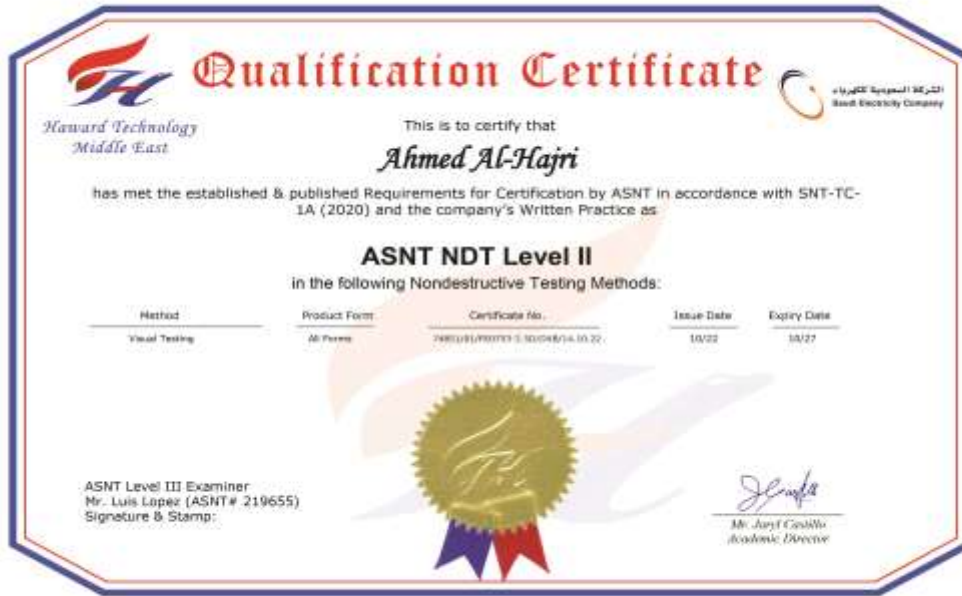 Qualification Certificate
Haward Technology
Middle East
الشركة السعودية للكهرباء
Saudi Electricity Company
This is to certify that
Ahmed Al-Hajri
has met the established & published Requirements for Certification by ASNT in accordance with SNT-TC-
1A (2020) and the company's Written Practice as
ASNT NDT Level II
in the following Nondestructive Testing Methods:
Method Product Form Certificate No. Issue Date Expiry Date
Visual Testing All Forms 10/22 10/27
ASNT Level III Examiner
Mr. Luis Lopez (ASNT# 219655)
Signature & Stamp:
Mr. Jaryl Castillo
Academic Director